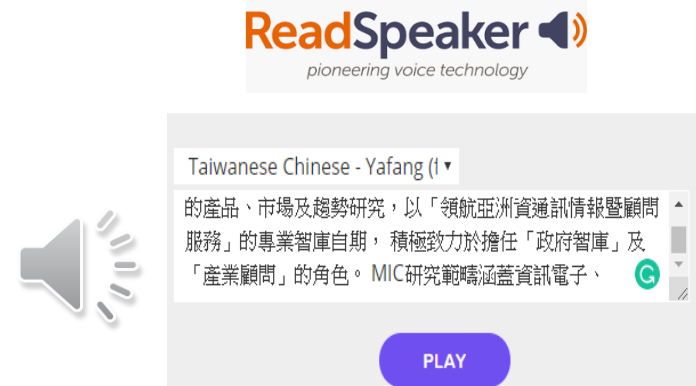 ReadSpeaker
pioneering voice technology
Taiwanese Chinese - Yafang (f
的產品、市場及趨勢研究，以「領航亞洲資通訊情報暨顧問
服務」的專業智庫自期， 積極致力於擔任「政府智庫」及
「產業顧問」的角色。 MIC研究範疇涵蓋資訊電子、
PLAY